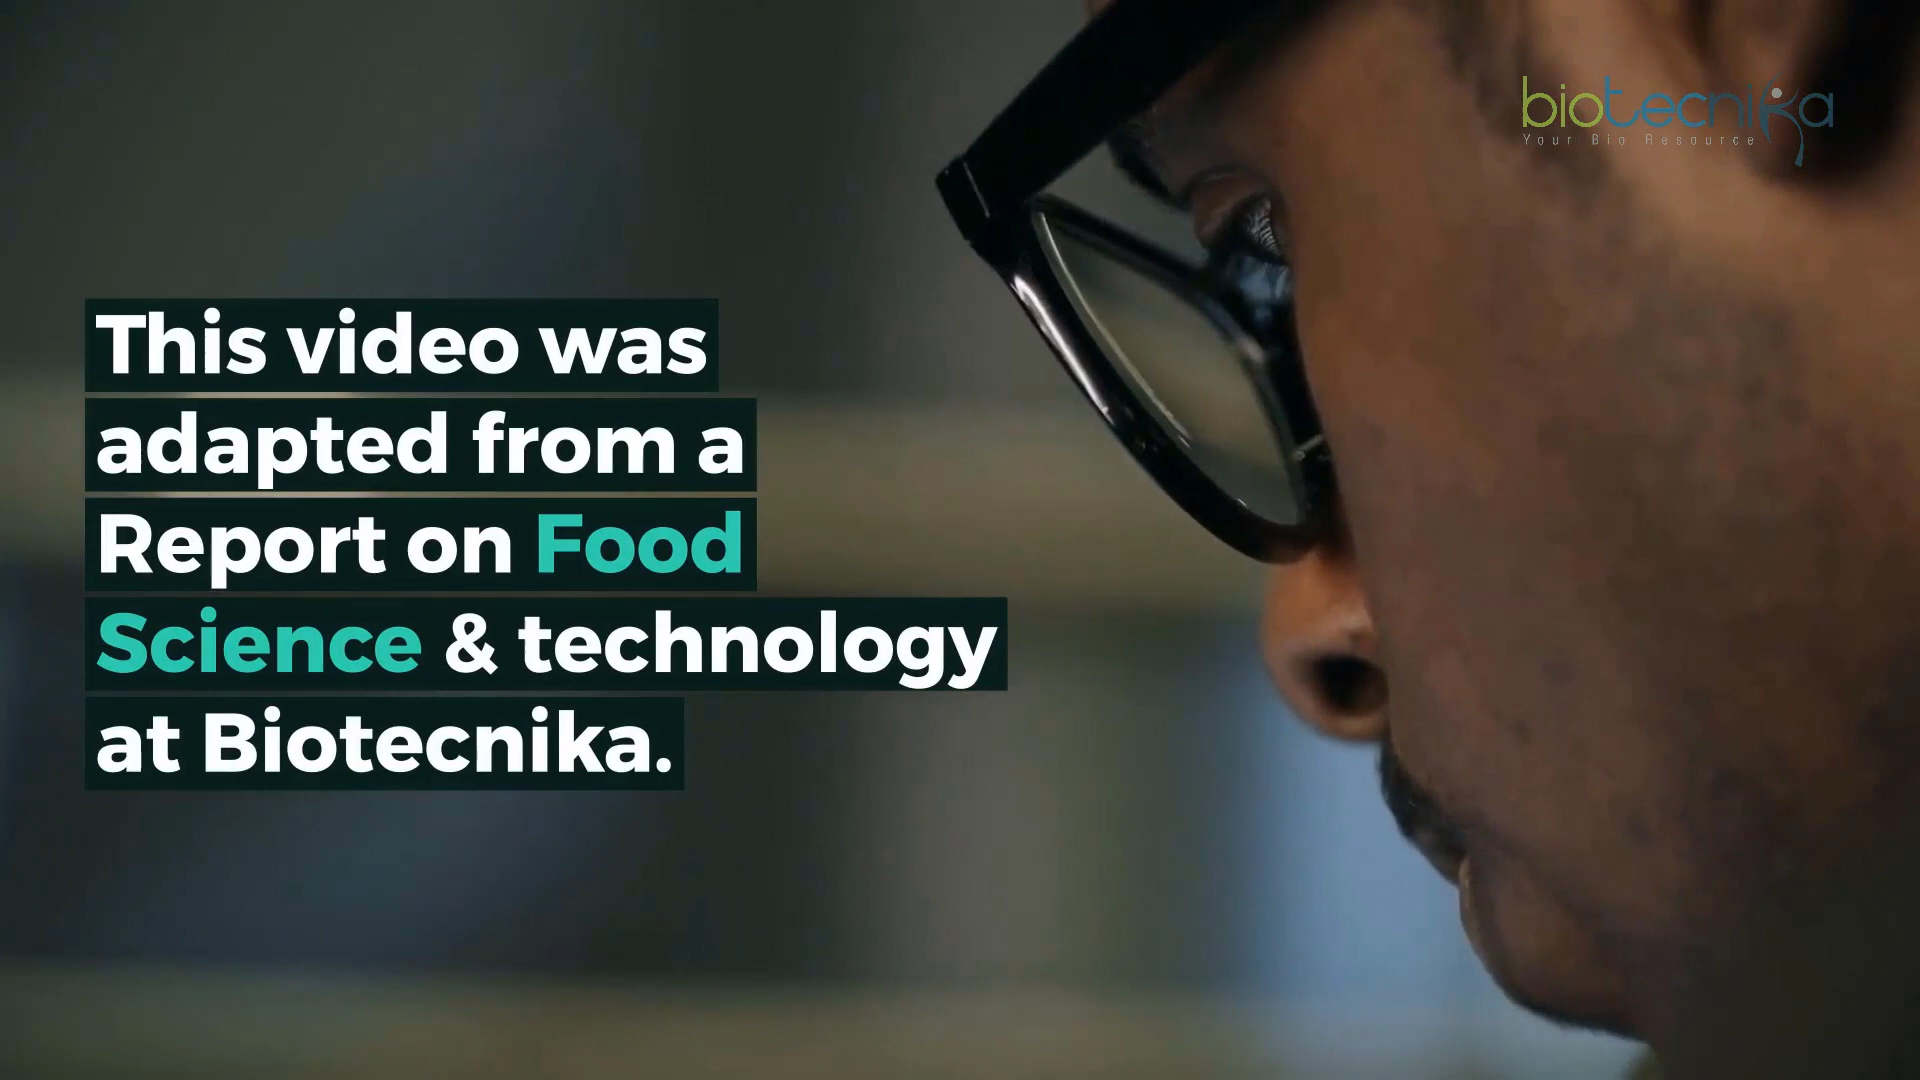 biotecnika
Your Bio Resource
This video was
adapted from a
Report on Food
Science & technology
at Biotecnika.